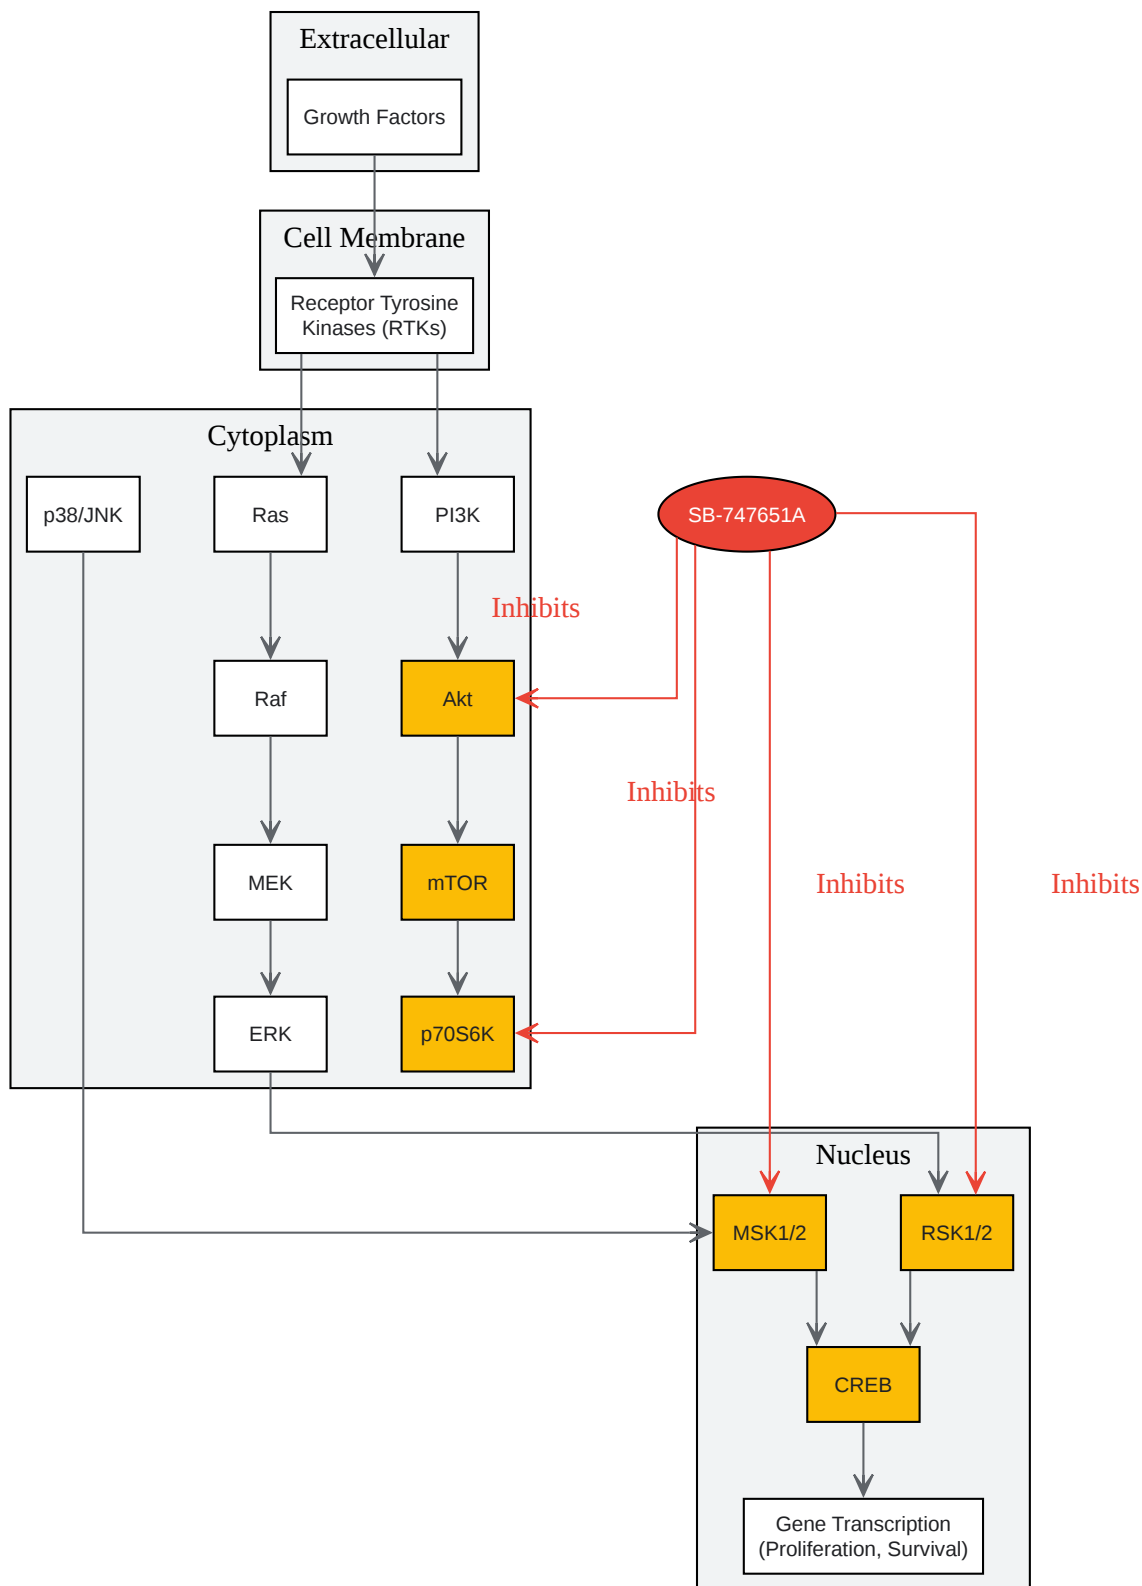 Extracellular
Growth Factors
Cell Membrane
Receptor Tyrosine
Kinases (RTKs)
Cytoplasm
p38/JNK
Ras
PI3K
SB-747651A
Inhibits
Raf
Akt
Inhibits
MEK
mTOR
Inhibits
Inhibits
ERK
p70S6K
Nucleus
MSK1/2
RSK1/2
CREB
Gene Transcription
(Proliferation, Survival)